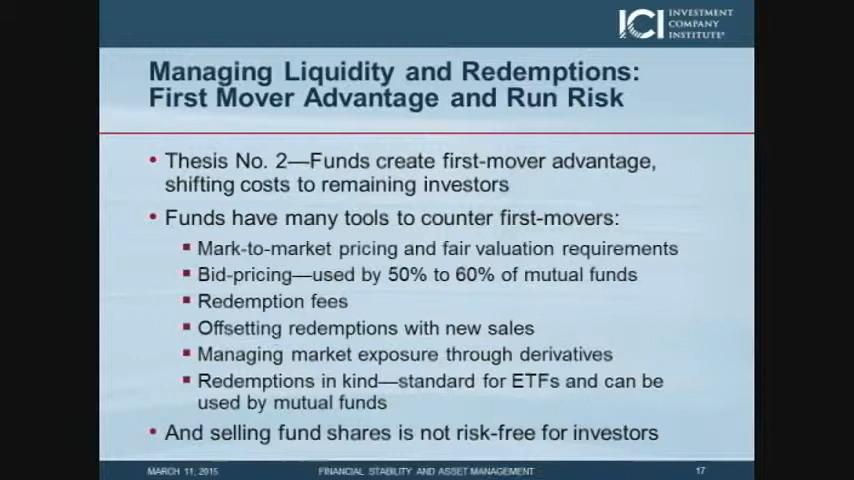 ICI INVESTMENT
COMPANY
INSTITUTE®
Managing Liquidity and Redemptions:
First Mover Advantage and Run Risk
• Thesis No. 2—Funds create first-mover advantage,
shifting costs to remaining investors
• Funds have many tools to counter first-movers:
▪ Mark-to-market pricing and fair valuation requirements
▪ Bid-pricing—used by 50% to 60% of mutual funds
▪ Redemption fees
▪ Offsetting redemptions with new sales
▪ Managing market exposure through derivatives
▪ Redemptions in kind—standard for ETFs and can be
used by mutual funds
• And selling fund shares is not risk-free for investors
MARCH 11, 2015 FINANCIAL STABILITY AND ASSET MANAGEMENT 17